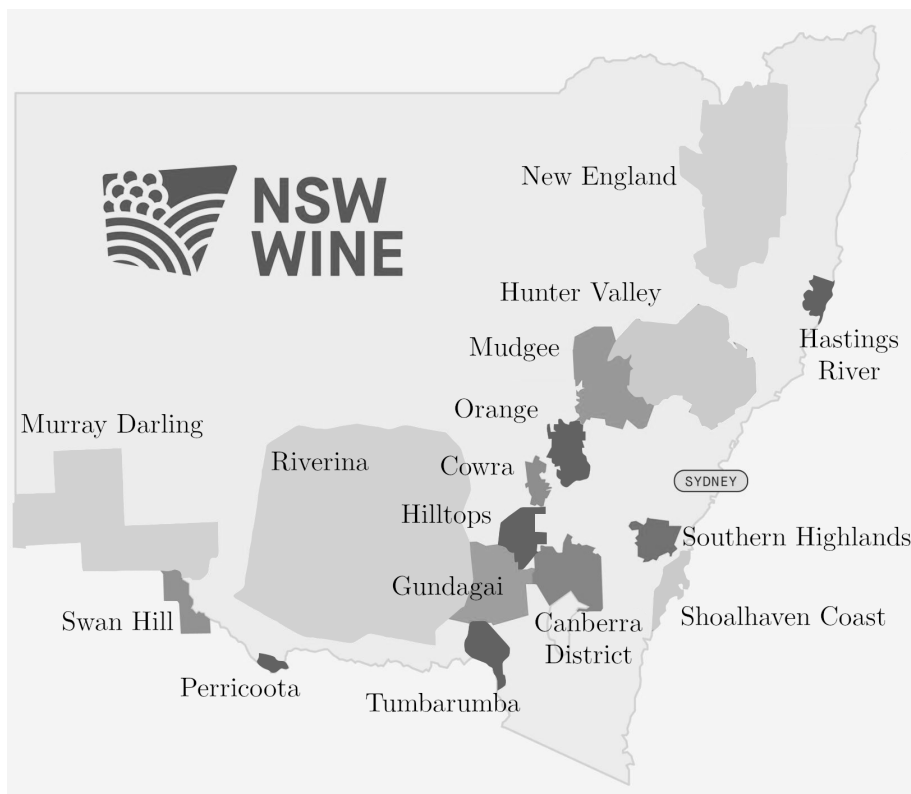 New England
NSW
WINE
Hunter Valley
Hastings
River
Mudgee
Orange
Murray Darling
Riverina
Cowra
SYDNEY
Hilltops
Southern Highlands
Gundagai
Swan Hill
Shoalhaven Coast
Canberra
District
Perricoota
Tumbarumba